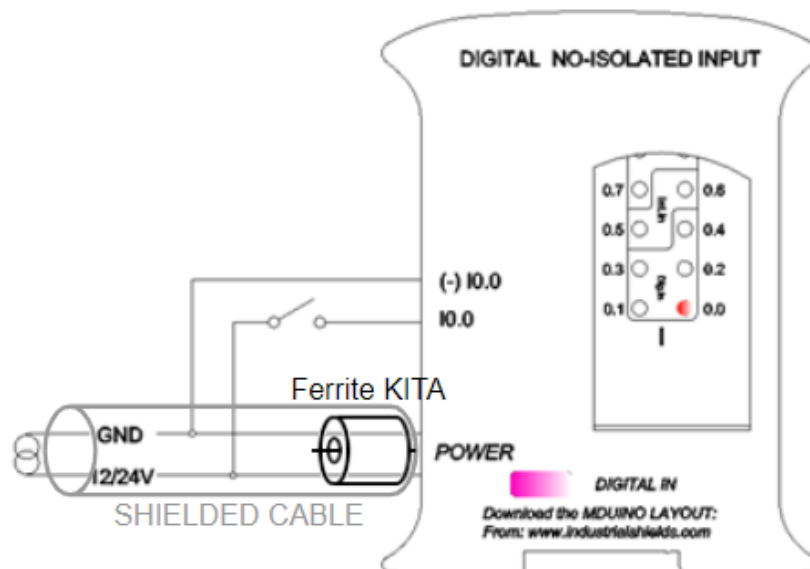 DIGITAL NO-ISOLATED INPUT
0.7 0.6
0.5 0.4
0.3 0.2
0.1 0.0
I
(-) I0.0
I0.0
Ferrite KITA
GND
12/24V
POWER
SHIELDED CABLE
DIGITAL IN
Download the MDUINO LAYOUT:
From: www.industrialshields.com